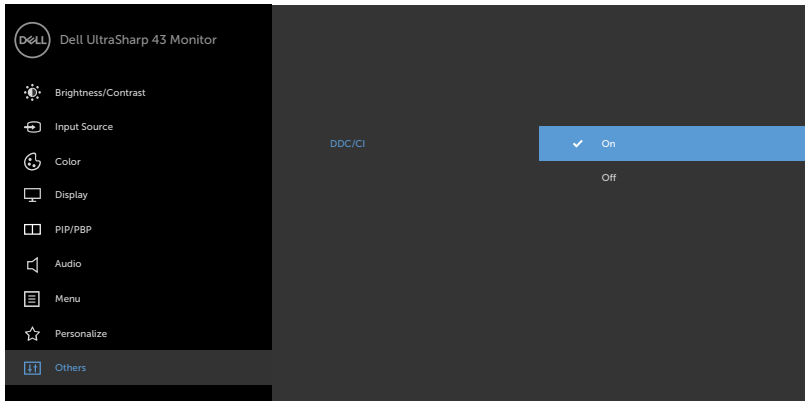 DELL
Dell UltraSharp 43 Monitor
Brightness/Contrast
Input Source
Color
Display
PIP/PBP
Audio
Menu
Personalize
Others
DDC/CI
On
Off